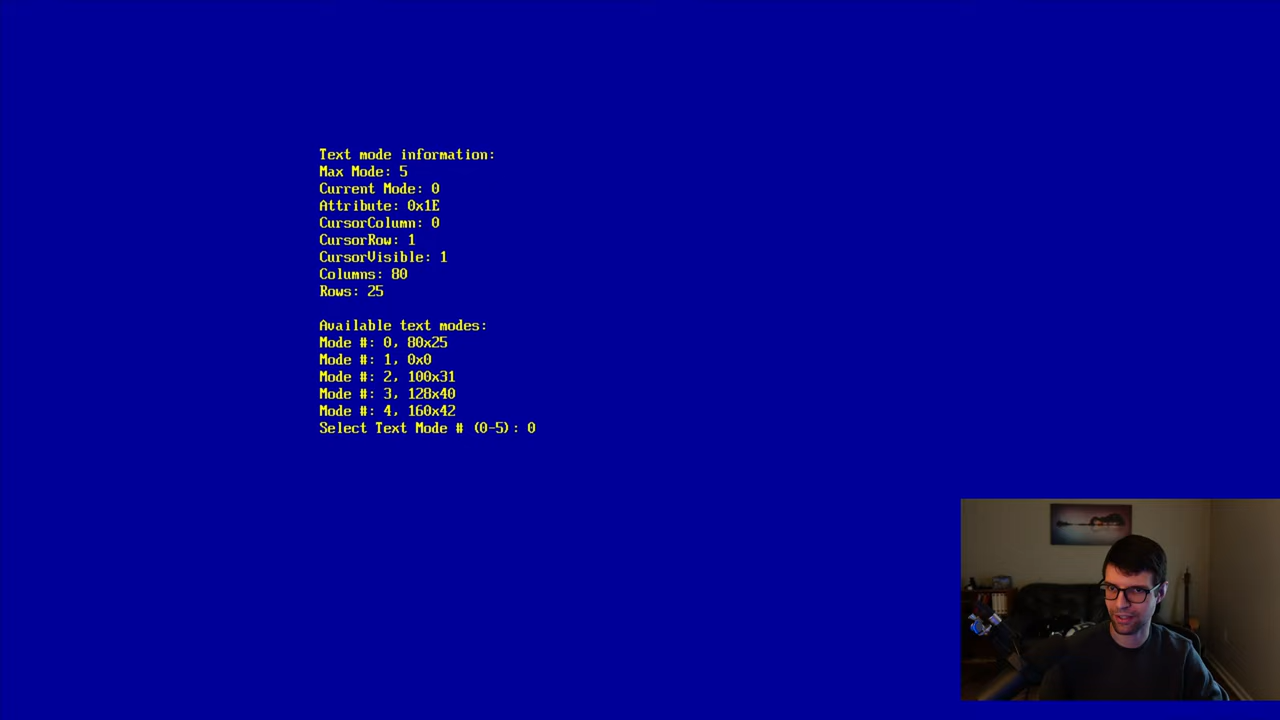 Text mode information:
Max Mode: 5
Current Mode: 0
Attribute: 0x1E
CursorColumn: 0
CursorRow: 1
CursorVisible: 1
Columns: 80
Rows: 25
Available text modes:
Mode #: 0, 80x25
Mode #: 1, 0x0
Mode #: 2, 100x31
Mode #: 3, 128x40
Mode #: 4, 160x42
Select Text Mode # (0-5): 0